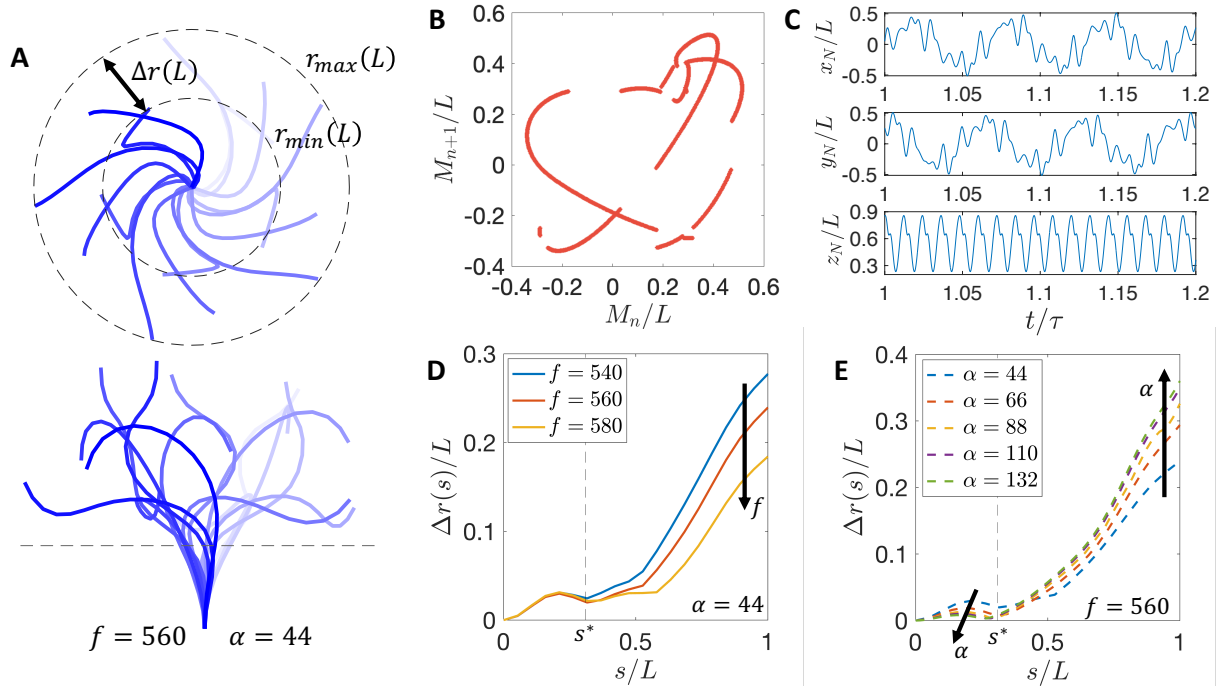 A
Δr(L)
r_max(L)
r_min(L)
f = 560
α = 44
B
0.6
0.4
0.2
0
-0.2
-0.4
M_{n+1}/L
-0.4
-0.2
0
0.2
0.4
0.6
M_n/L
C
0.5
0
-0.5
x_N/L
1
1.05
1.1
1.15
1.2
0.5
0
-0.5
y_N/L
1
1.05
1.1
1.15
1.2
0.9
0.6
0.3
z_N/L
1
1.05
1.1
1.15
1.2
t/τ
D
0.3
0.2
0.1
0
Δr(s)/L
f = 540
f = 560
f = 580
f
α = 44
0
s*
0.5
1
s/L
E
0.4
0.3
0.2
0.1
0
Δr(s)/L
α = 44
α = 66
α = 88
α = 110
α = 132
α
α
f = 560
0
s*
0.5
1
s/L